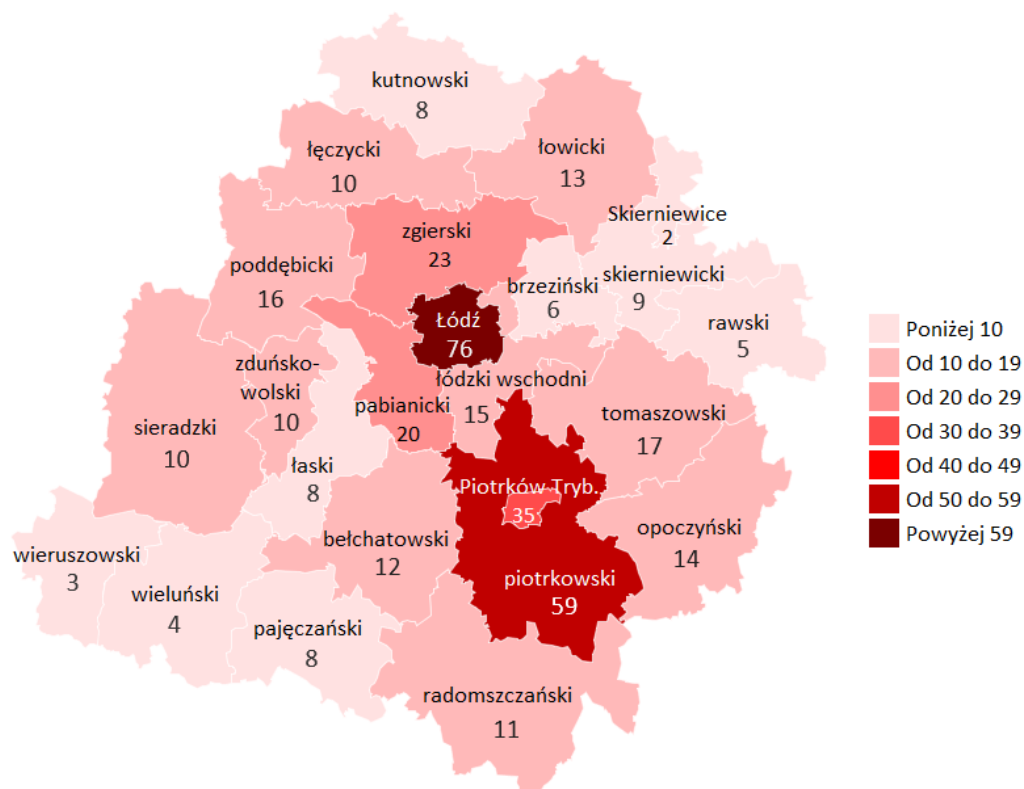 kutnowski
8
łęczycki
10
łowicki
13
Skierniewice
2
zgierski
23
poddębicki
16
brzeziński
6
skierniewicki
9
rawski
5
Łódź
76
zduńsko-
wolski
10
pabianicki
20
łódzki wschodni
15
tomaszowski
17
sieradzki
10
łaski
8
Piotrków Tryb..
35
opoczyński
14
bełchatowski
12
piotrkowski
59
wieruszowski
3
wieluński
4
pajęczański
8
radomszczański
11
Poniżej 10
Od 10 do 19
Od 20 do 29
Od 30 do 39
Od 40 do 49
Od 50 do 59
Powyżej 59